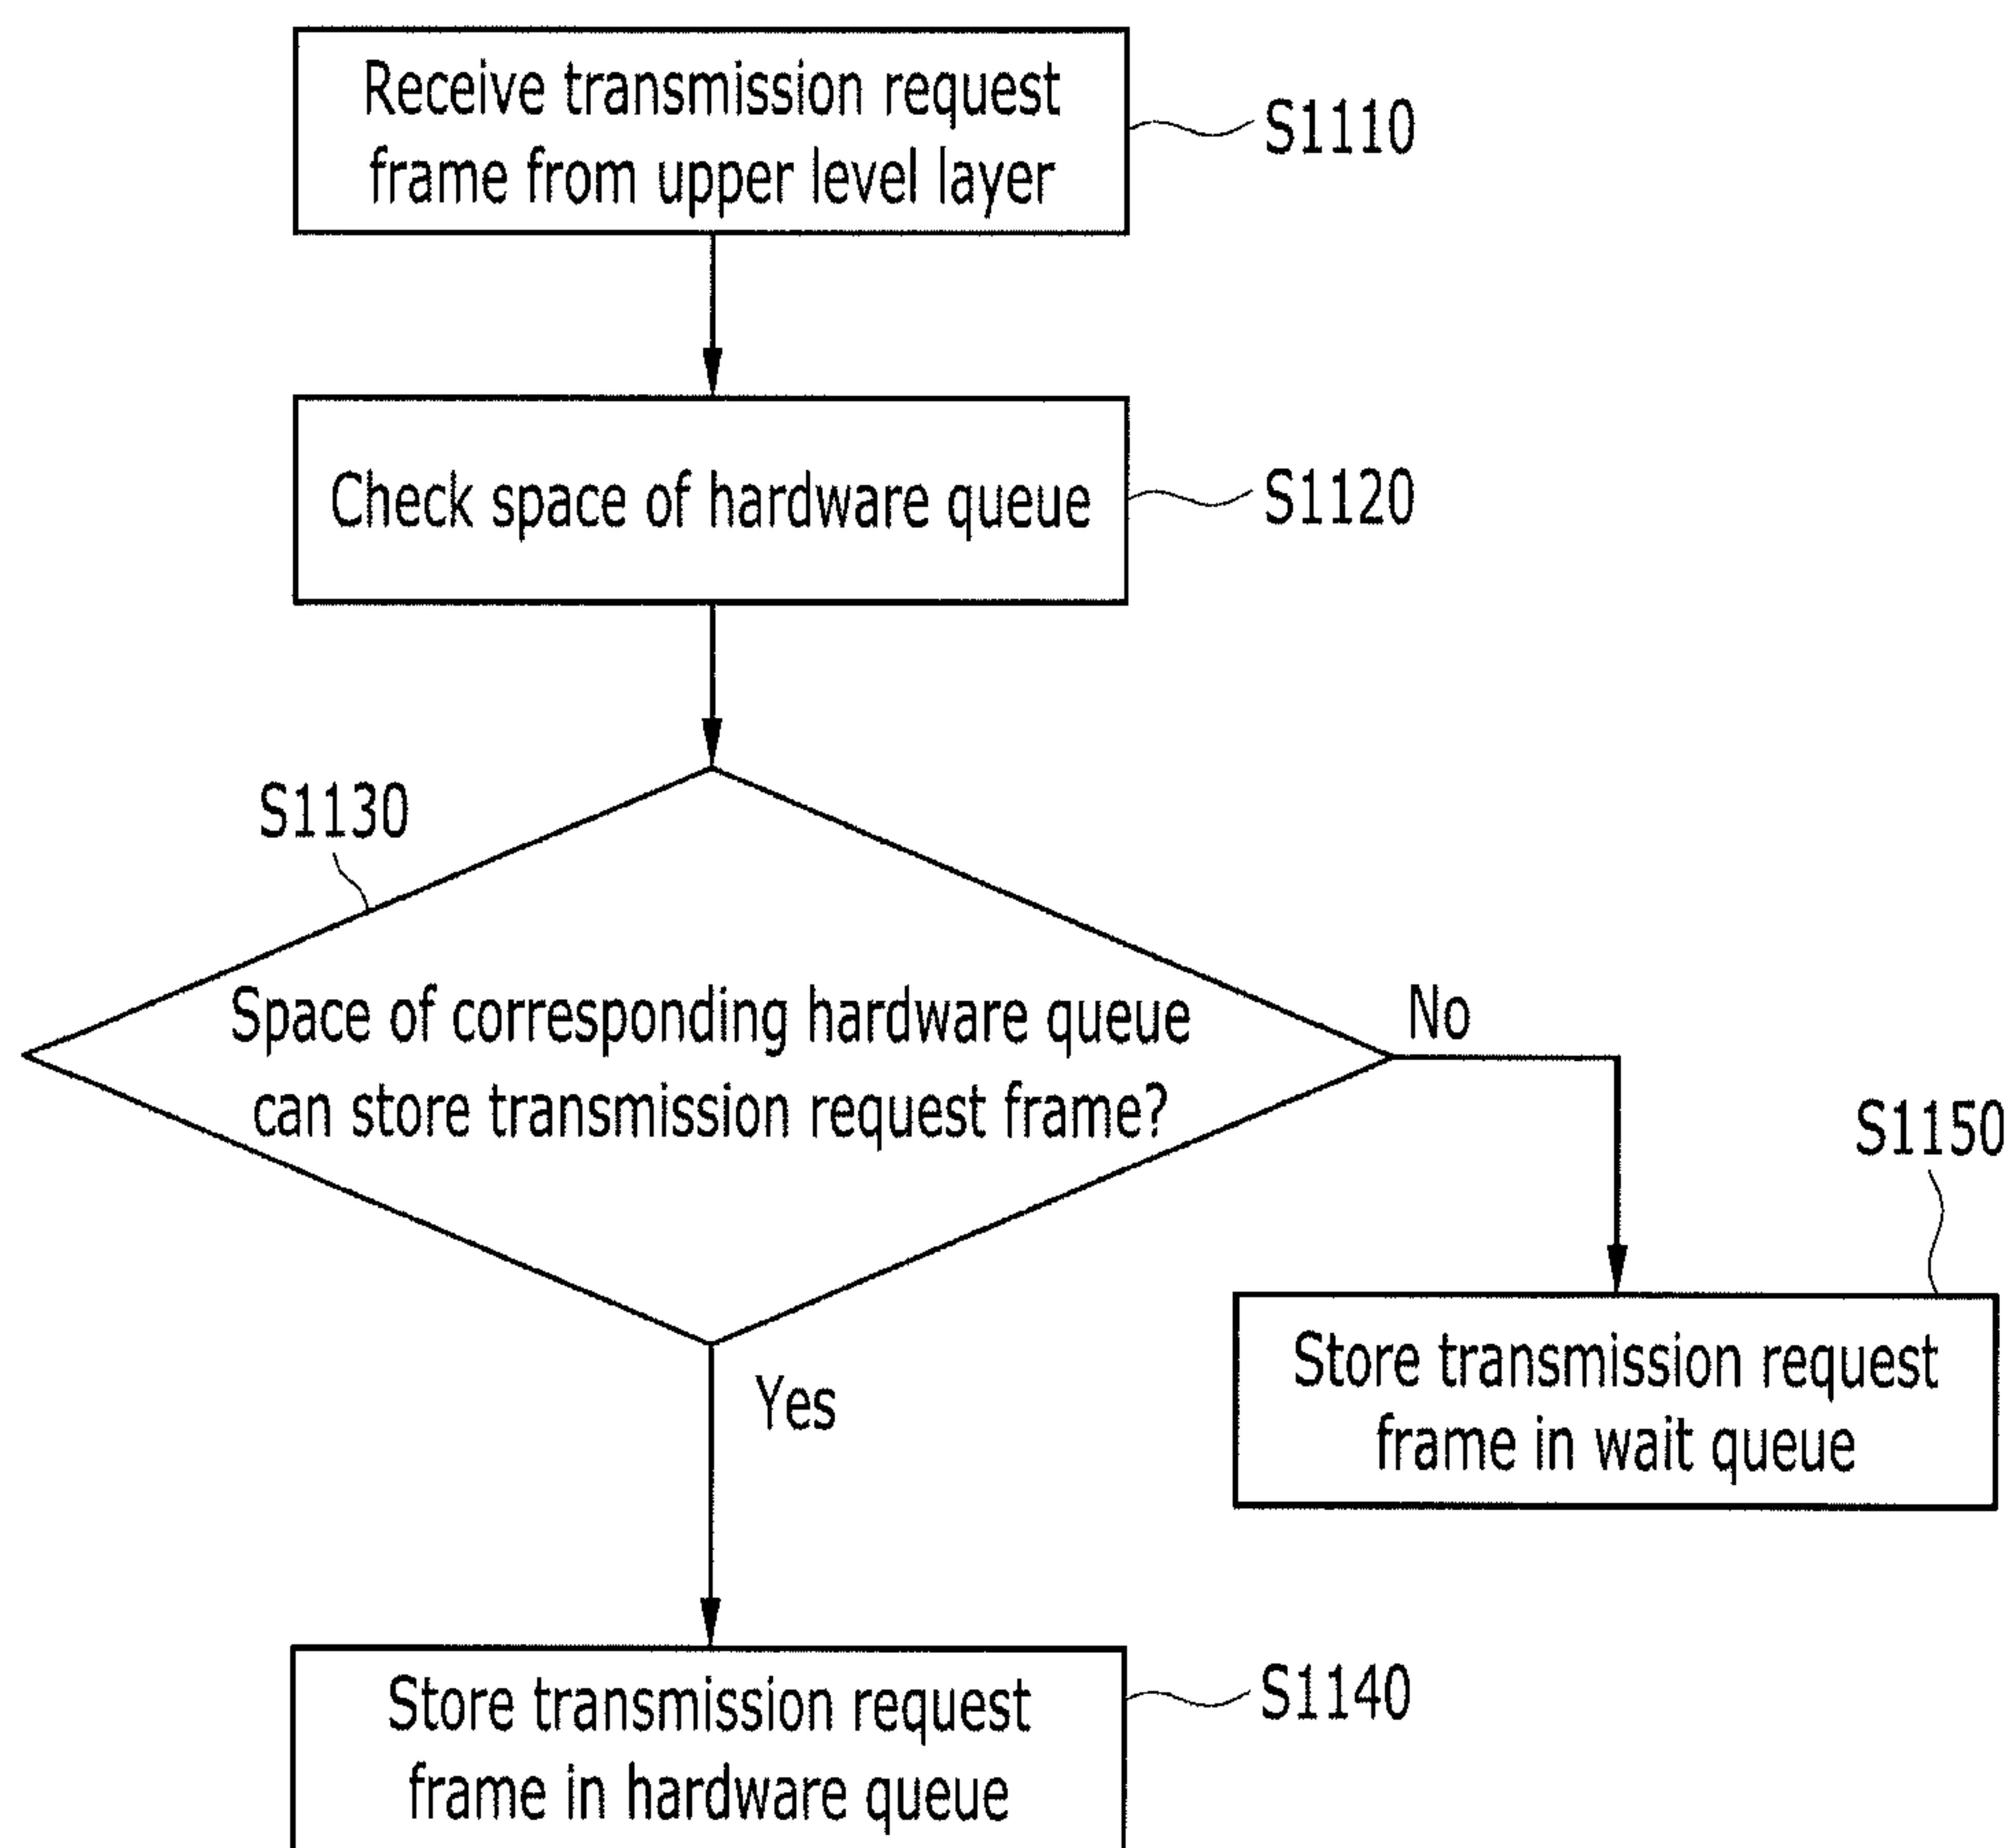 Receive transmission request
frame from upper level layer
S1110
Check space of hardware queue
S1120
S1130
Space of corresponding hardware queue
can store transmission request frame?
No
S1150
Store transmission request
frame in wait queue
Yes
Store transmission request
frame in hardware queue
S1140